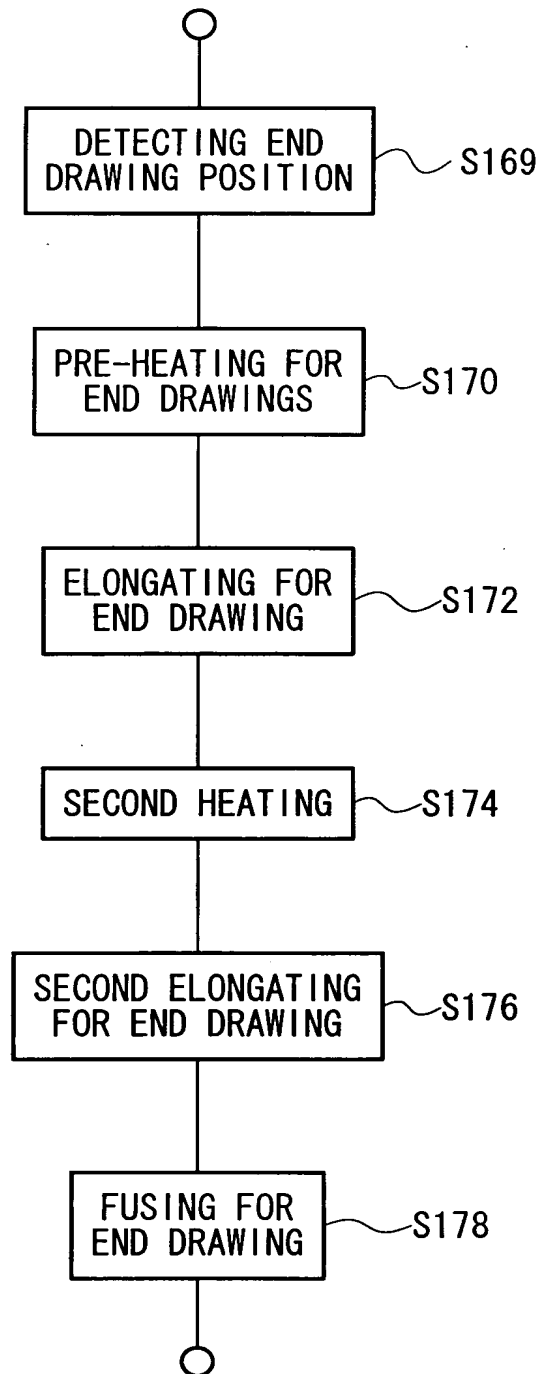 DETECTING END
DRAWING POSITION
S169
PRE-HEATING FOR
END DRAWINGS
S170
ELONGATING FOR
END DRAWING
S172
SECOND HEATING
S174
SECOND ELONGATING
FOR END DRAWING
S176
FUSING FOR
END DRAWING
S178